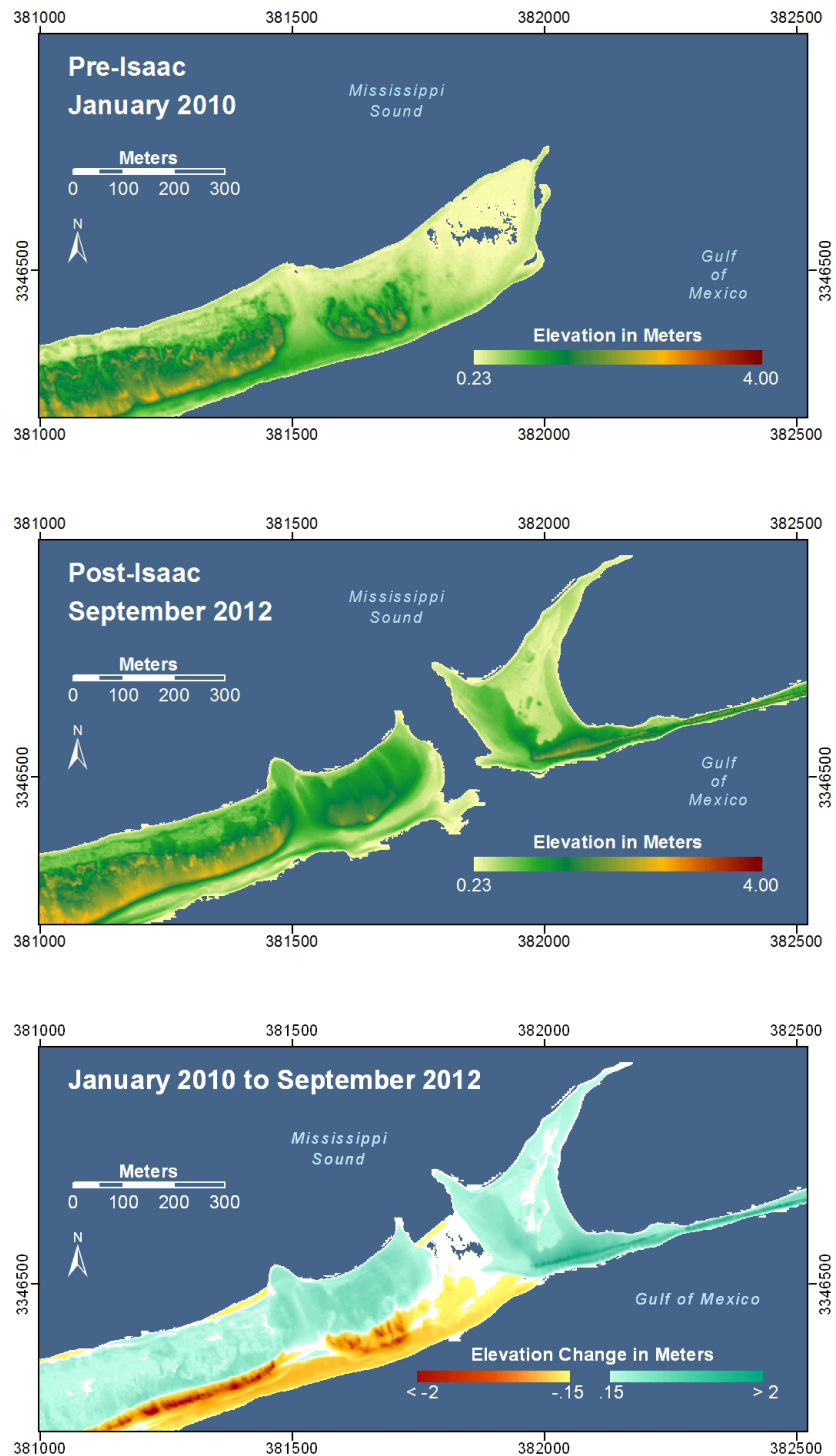 381000 381500 382000 382500
Pre-Isaac
January 2010
Mississippi
Sound
Meters
0 100 200 300
N
3346500
3346500
Gulf
of
Mexico
Elevation in Meters
0.23 4.00
381000 381500 382000 382500
381000 381500 382000 382500
Post-Isaac
September 2012
Mississippi
Sound
Meters
0 100 200 300
N
3346500
3346500
Gulf
of
Mexico
Elevation in Meters
0.23 4.00
381000 381500 382000 382500
381000 381500 382000 382500
January 2010 to September 2012
Mississippi
Sound
Meters
0 100 200 300
N
3346500
3346500
Gulf of Mexico
Elevation Change in Meters
< -2 -.15 .15 > 2
381000 381500 382000 382500